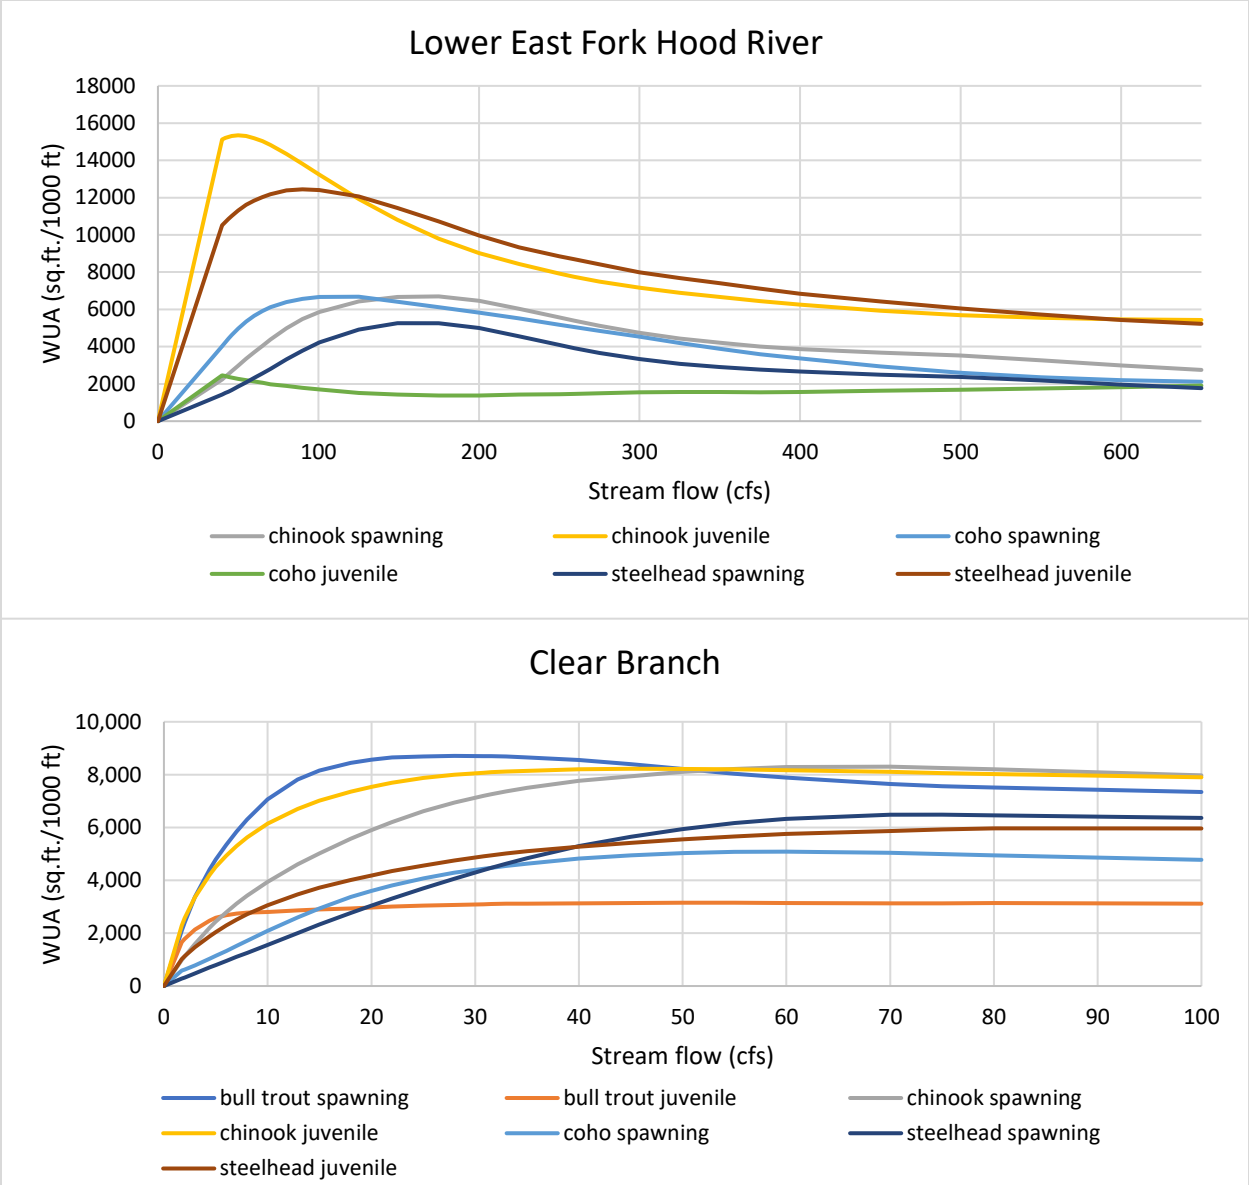 Lower East Fork Hood River
18000
16000
14000
12000
10000
8000
6000
4000
2000
0
WUA (sq.ft./1000 ft)
0 100 200 300 400 500 600
Stream flow (cfs)
chinook spawning chinook juvenile coho spawning
coho juvenile steelhead spawning steelhead juvenile
Clear Branch
10,000
8,000
6,000
4,000
2,000
0
WUA (sq.ft./1000 ft)
0 10 20 30 40 50 60 70 80 90 100
Stream flow (cfs)
bull trout spawning bull trout juvenile chinook spawning
chinook juvenile coho spawning steelhead spawning
steelhead juvenile